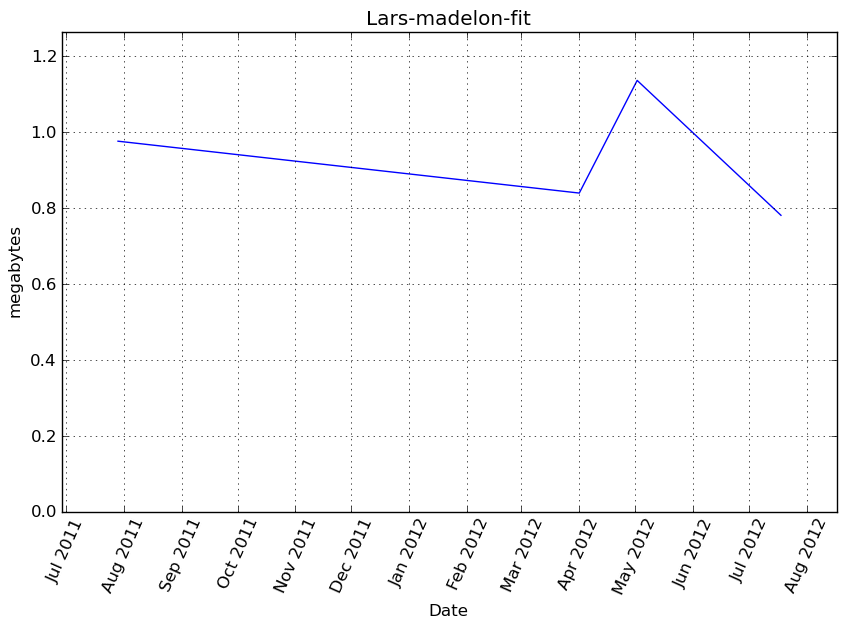 Lars-madelon-fit
megabytes
1.2
1.0
0.8
0.6
0.4
0.2
0.0
Jul 2011
Aug 2011
Sep 2011
Oct 2011
Nov 2011
Dec 2011
Jan 2012
Feb 2012
Mar 2012
Apr 2012
May 2012
Jun 2012
Jul 2012
Aug 2012
Date